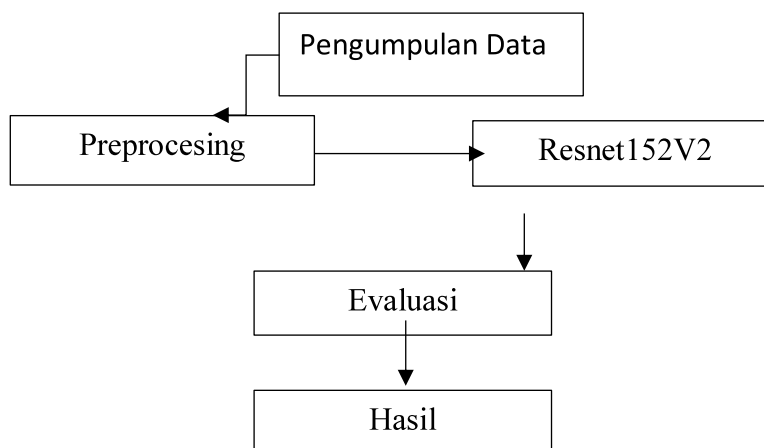 Pengumpulan Data
Preprocesing
Resnet152V2
Evaluasi
Hasil